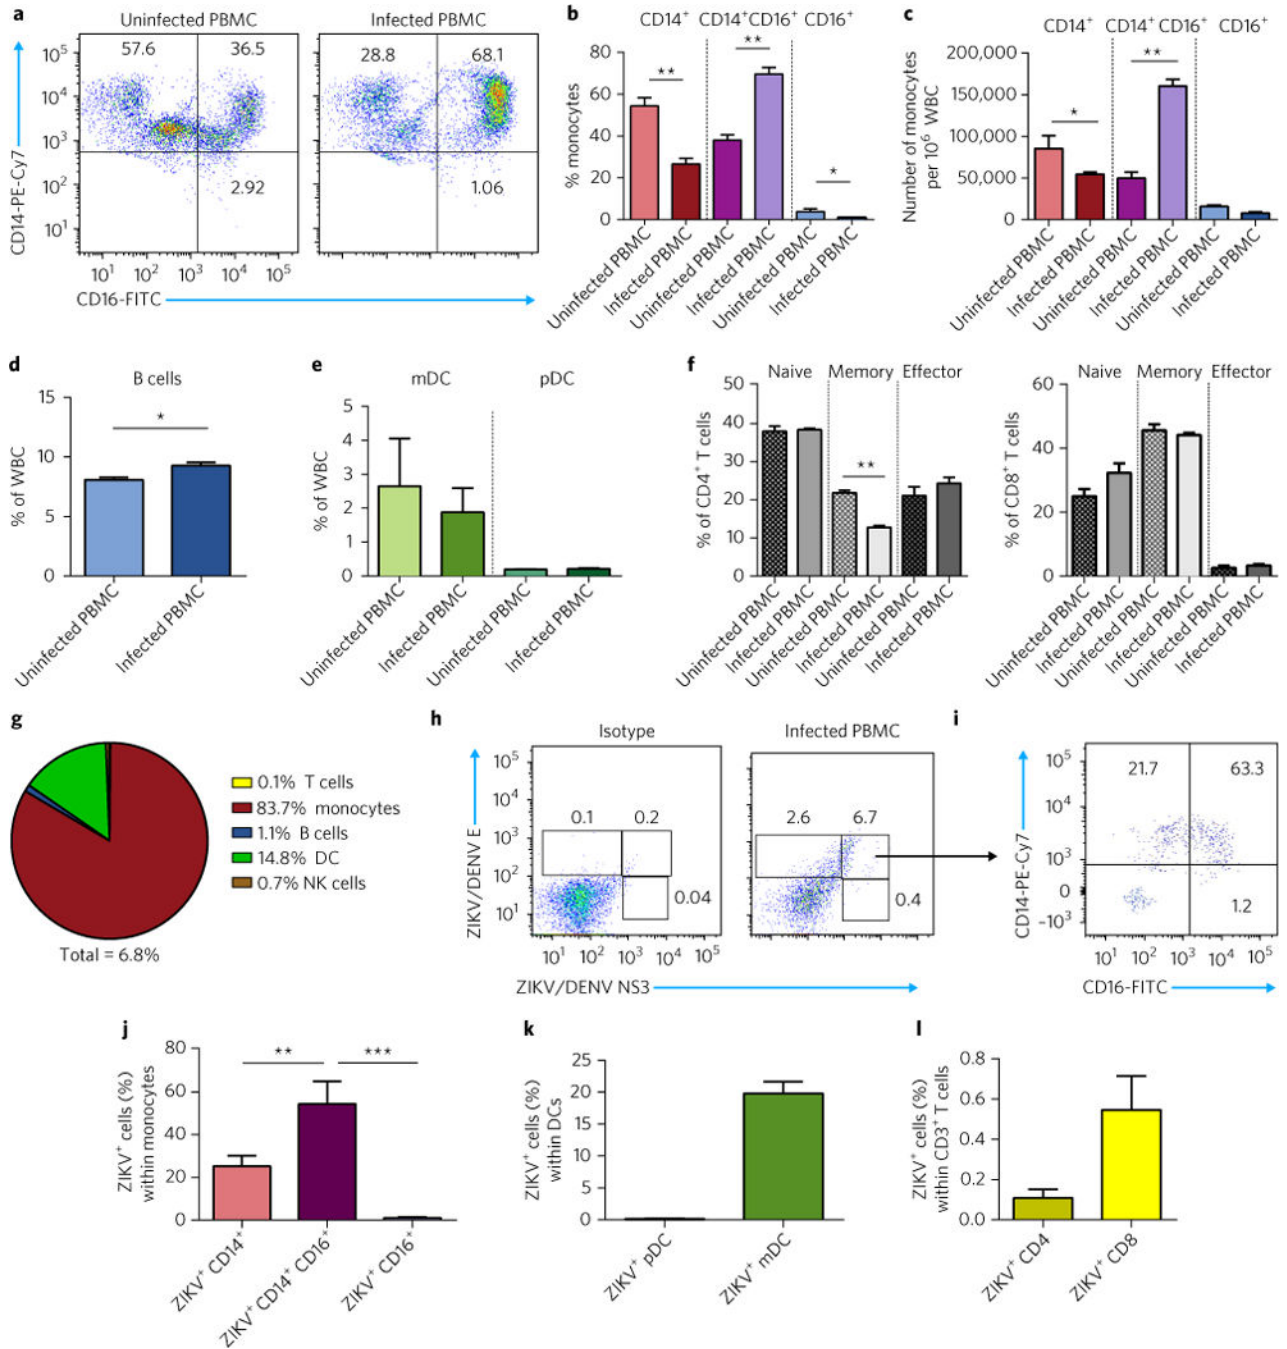 a
Uninfected PBMC
Infected PBMC
57.6
36.5
2.92
28.8
68.1
1.06
10⁵
10⁴
10³
10²
10¹
CD14-PE-Cy7
10¹ 10² 10³ 10⁴ 10⁵
CD16-FITC
b
CD14⁺ CD14⁺CD16⁺ CD16⁺
80
60
40
20
0
% monocytes
**
**
*
Uninfected PBMC
Infected PBMC
Uninfected PBMC
Infected PBMC
Uninfected PBMC
Infected PBMC
c
CD14⁺ CD14⁺ CD16⁺ CD16⁺
200,000
150,000
100,000
50,000
0
Number of monocytes
per 10⁶ WBC
*
**
Uninfected PBMC
Infected PBMC
Uninfected PBMC
Infected PBMC
Uninfected PBMC
Infected PBMC
d
B cells
15
10
5
0
% of WBC
*
Uninfected PBMC
Infected PBMC
e
mDC pDC
5
4
3
2
1
0
% of WBC
Uninfected PBMC
Infected PBMC
Uninfected PBMC
Infected PBMC
f
Naive Memory Effector
50
40
30
20
10
0
% of CD4⁺ T cells
**
Uninfected PBMC
Infected PBMC
Uninfected PBMC
Infected PBMC
Uninfected PBMC
Infected PBMC
Naive Memory Effector
60
40
20
0
% of CD8⁺ T cells
Uninfected PBMC
Infected PBMC
Uninfected PBMC
Infected PBMC
Uninfected PBMC
Infected PBMC
g
0.1% T cells
83.7% monocytes
1.1% B cells
14.8% DC
0.7% NK cells
Total = 6.8%
h
Isotype
Infected PBMC
10⁵
10⁴
10³
10²
10¹
ZIKV/DENV E
0.1
0.2
0.04
2.6
6.7
0.4
10¹ 10² 10³ 10⁴ 10⁵
ZIKV/DENV NS3
i
21.7
63.3
1.2
10⁵
10⁴
10³
0
-10³
CD14-PE-Cy7
10¹ 10² 10³ 10⁴ 10⁵
CD16-FITC
j
80
60
40
20
0
ZIKV⁺ cells (%)
within monocytes
**
***
ZIKV⁺ CD14⁺
ZIKV⁺ CD14⁺ CD16⁺
ZIKV⁺ CD16⁺
k
25
20
15
10
5
0
ZIKV⁺ cells (%)
within DCs
ZIKV⁺ pDC
ZIKV⁺ mDC
l
0.8
0.6
0.4
0.2
0.0
ZIKV⁺ cells (%)
within CD3⁺ T cells
ZIKV⁺ CD4
ZIKV⁺ CD8